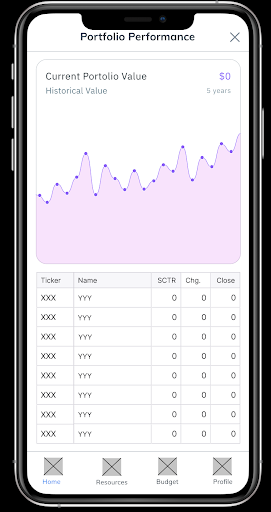 Portfolio Performance
Current Portolio Value $0
Historical Value 5 years
Ticker Name SCTR Chg. Close
XXX YYY 0 0 0
XXX YYY 0 0 0
XXX YYY 0 0 0
XXX YYY 0 0 0
XXX YYY 0 0 0
XXX YYY 0 0 0
XXX YYY 0 0 0
XXX YYY 0 0 0
Home Resources Budget Profile